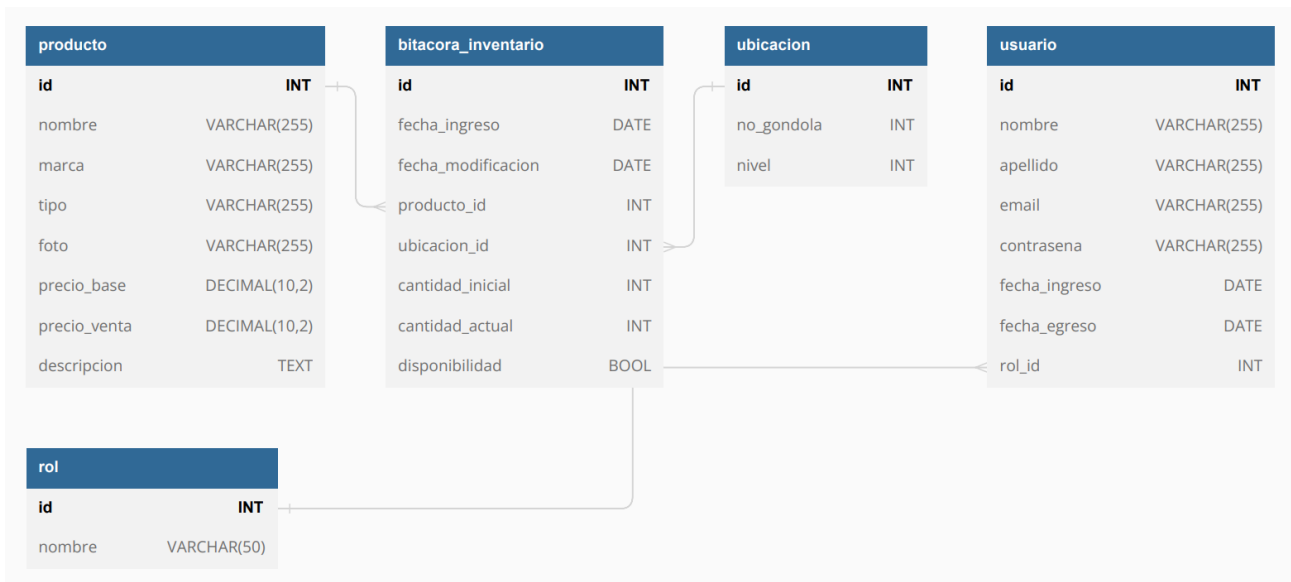 producto
id INT
nombre VARCHAR(255)
marca VARCHAR(255)
tipo VARCHAR(255)
foto VARCHAR(255)
precio_base DECIMAL(10,2)
precio_venta DECIMAL(10,2)
descripcion TEXT
bitacora_inventario
id INT
fecha_ingreso DATE
fecha_modificacion DATE
producto_id INT
ubicacion_id INT
cantidad_inicial INT
cantidad_actual INT
disponibilidad BOOL
ubicacion
id INT
no_gondola INT
nivel INT
usuario
id INT
nombre VARCHAR(255)
apellido VARCHAR(255)
email VARCHAR(255)
contrasena VARCHAR(255)
fecha_ingreso DATE
fecha_egreso DATE
rol_id INT
rol
id INT
nombre VARCHAR(50)